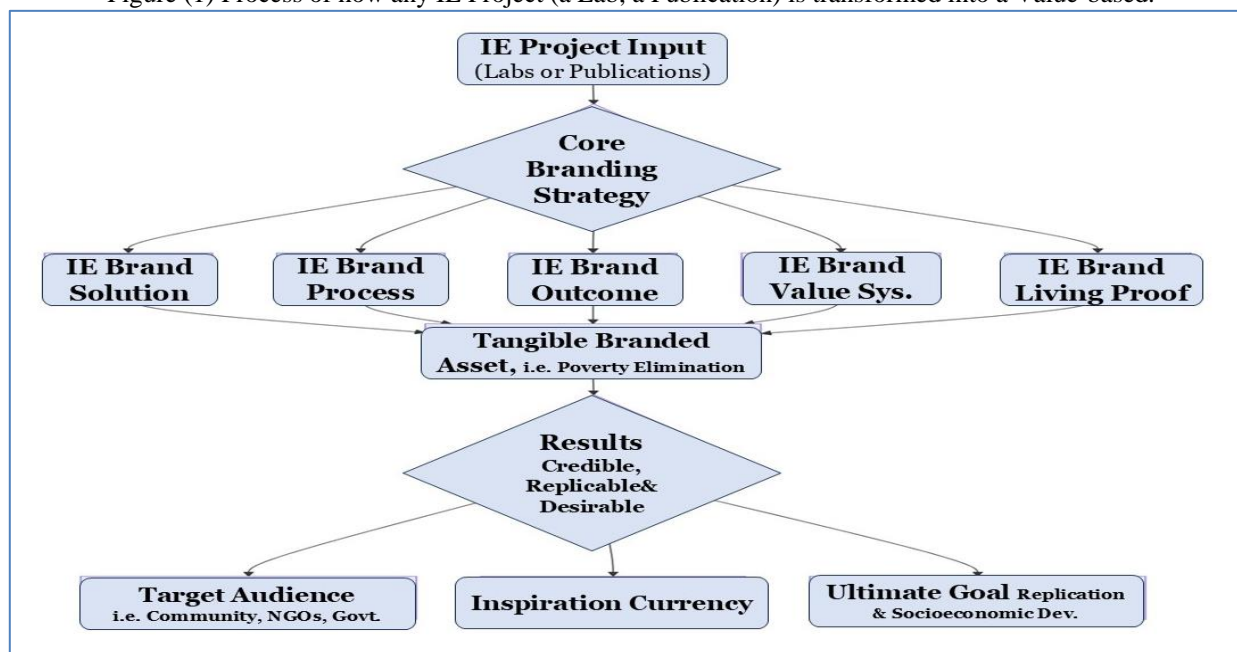 Figure (1) Process of how any IE Project (a Lab, a Publication) is transformed into a Value-based.
IE Project Input
(Labs or Publications)
Core
Branding
Strategy
IE Brand
Solution
IE Brand
Process
IE Brand
Outcome
IE Brand
Value Sys.
IE Brand
Living Proof
Tangible Branded
Asset, i.e. Poverty Elimination
Results
Credible,
Replicable&
Desirable
Target Audience
i.e. Community, NGOs, Govt.
Inspiration Currency
Ultimate Goal Replication
& Socioeconomic Dev.